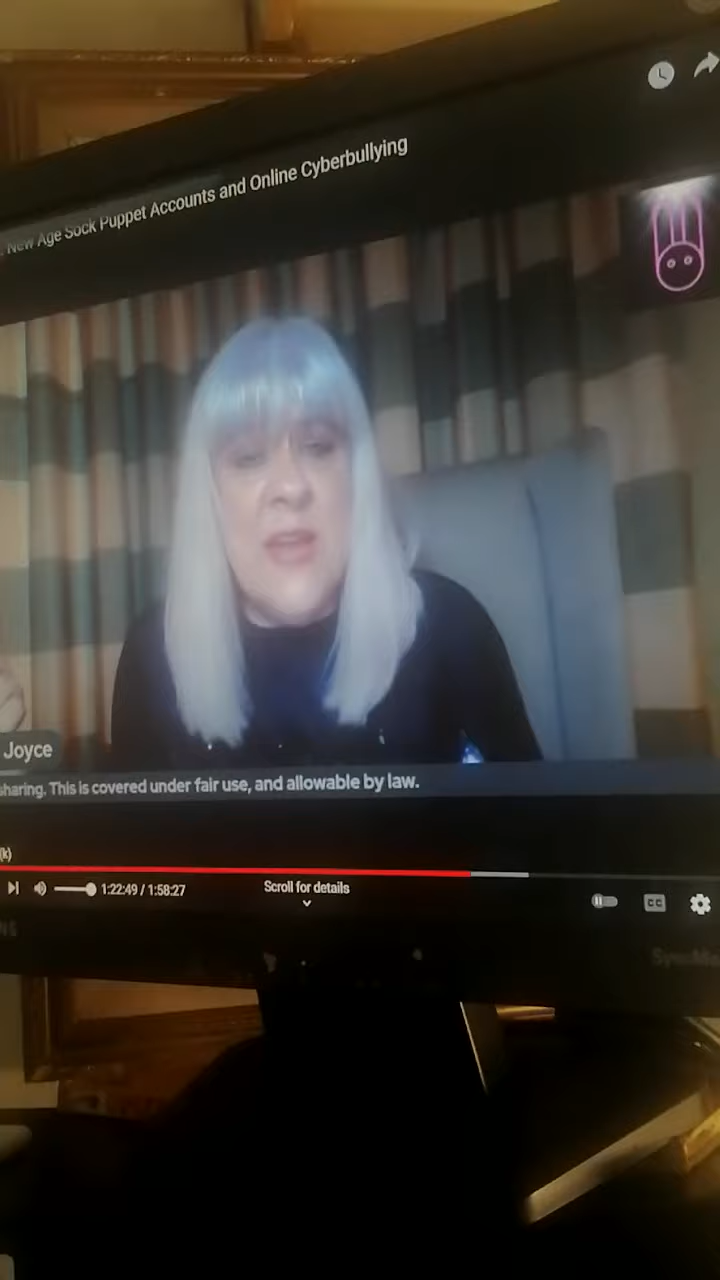 New Age Sock Puppet Accounts and Online Cyberbullying
Joyce
sharing. This is covered under fair use, and allowable by law.
(k)
1:22:49 / 1:58:27
Scroll for details
CC